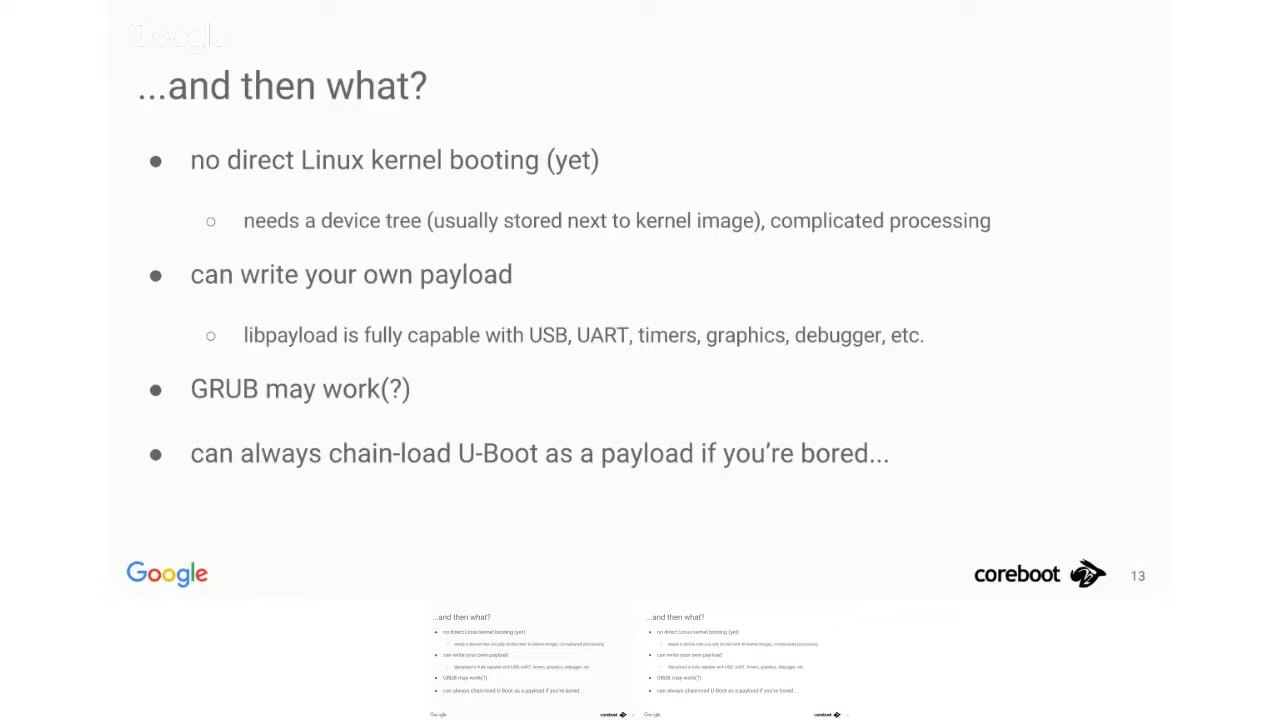 Google
...and then what?
● no direct Linux kernel booting (yet)
○ needs a device tree (usually stored next to kernel image), complicated processing
● can write your own payload
○ libpayload is fully capable with USB, UART, timers, graphics, debugger, etc.
● GRUB may work(?)
● can always chain-load U-Boot as a payload if you’re bored...
Google
coreboot
13
...and then what?
● no direct Linux kernel booting (yet)
needs a device tree (usually stored next to kernel image), complicated processing
● can write your own payload
libpayload is fully capable with USB, UART, timers, graphics, debugger, etc.
● GRUB may work(?)
● can always chain-load U-Boot as a payload if you’re bored...
Google
coreboot
...and then what?
● no direct Linux kernel booting (yet)
needs a device tree (usually stored next to kernel image), complicated processing
● can write your own payload
libpayload is fully capable with USB, UART, timers, graphics, debugger, etc.
● GRUB may work(?)
● can always chain-load U-Boot as a payload if you’re bored...
Google
coreboot